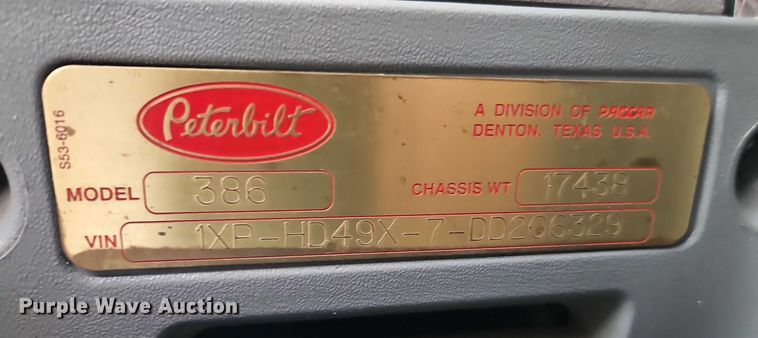 S53-6016
Peterbilt
A DIVISION OF PACCAR
DENTON, TEXAS U.S.A.
MODEL 386
CHASSIS WT 17438
VIN 1XP-HD49X-7-DD206329
Purple Wave Auction